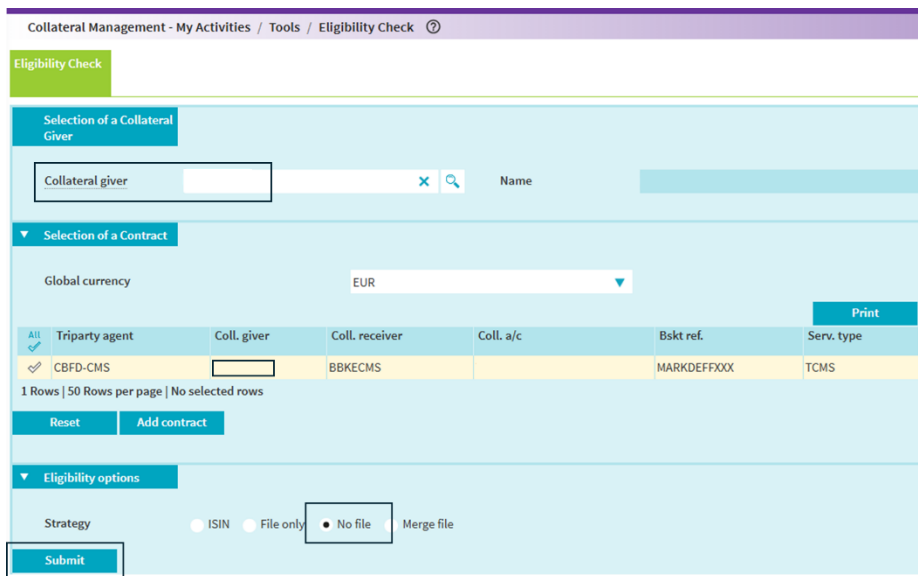 Collateral Management - My Activities / Tools / Eligibility Check ?
Eligibility Check
Selection of a Collateral
Giver
Collateral giver Name
Selection of a Contract
Global currency EUR
Print
All Triparty agent Coll. giver Coll. receiver Coll. a/c Bskt ref. Serv. type
CBFD-CMS BBKECMS MARKDEFFXXX TCMS
1 Rows | 50 Rows per page | No selected rows
Reset Add contract
Eligibility options
Strategy ISIN File only No file Merge file
Submit